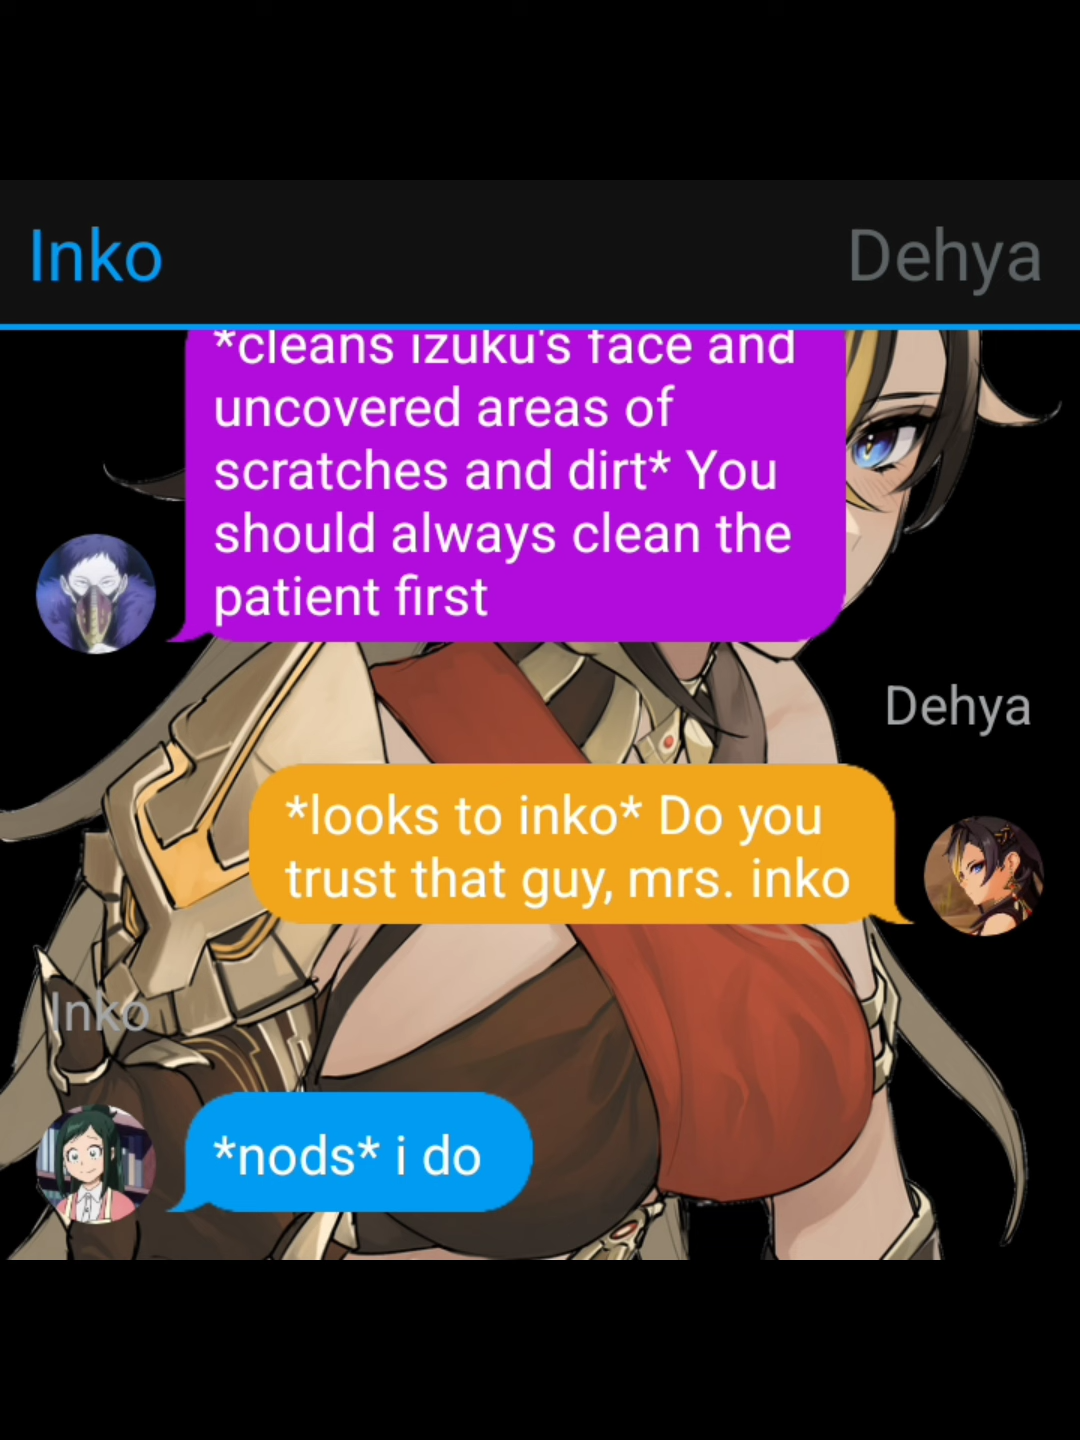 Inko
Dehya
*cleans izuku's face and
uncovered areas of
scratches and dirt* You
should always clean the
patient first
Dehya
*looks to inko* Do you
trust that guy, mrs. inko
Inko
*nods* i do